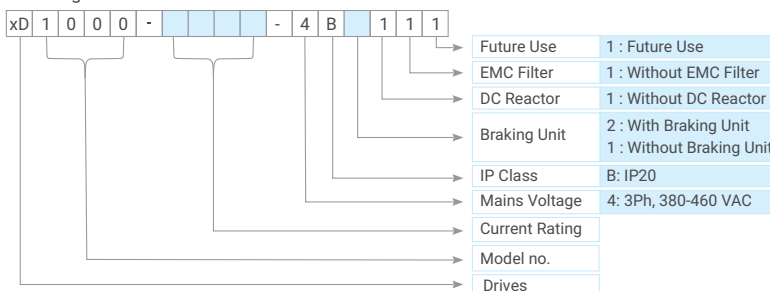 xD 1 0 0 0 - - 4 B 1 1 1
Future Use 1 : Future Use
EMC Filter 1 : Without EMC Filter
DC Reactor 1 : Without DC Reactor
Braking Unit 2 : With Braking Unit
1 : Without Braking Unit
IP Class B: IP20
Mains Voltage 4: 3Ph, 380-460 VAC
Current Rating
Model no.
Drives